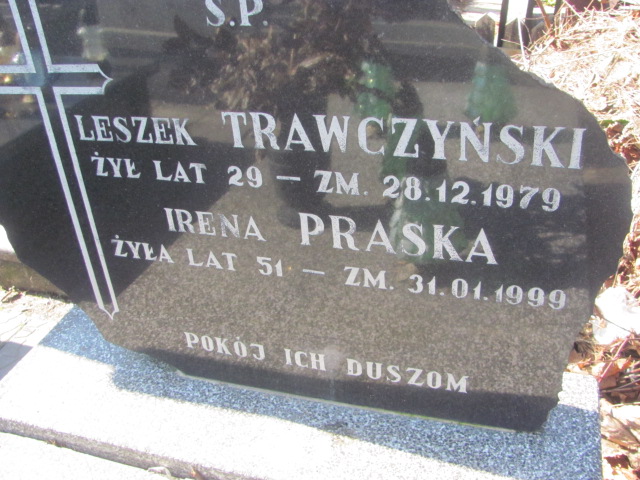 Ś.P.
LESZEK TRAWCZYŃSKI
ŻYŁ LAT 29 – ZM. 28.12.1979
IRENA PRASKA
ŻYŁA LAT 51 – ZM. 31.01.1999
POKÓJ ICH DUSZOM